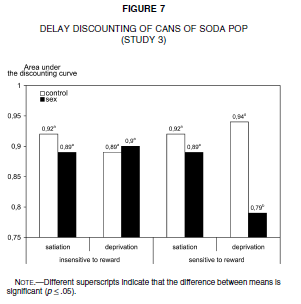 FIGURE 7
DELAY DISCOUNTING OF CANS OF SODA POP
(STUDY 3)
Area under
the discounting curve
1
control
sex
0,95
0,94ᵃ
0,92ᵃ
0,92ᵃ
0,89ᵃ
0,89ᵃ
0,9ᵃ
0,89ᵃ
0,9
0,85
0,8
0,79ᵇ
0,75
satiation
deprivation
satiation
deprivation
insensitive to reward
sensitive to reward
NOTE.—Different superscripts indicate that the difference between means is
significant (p ≤ .05).